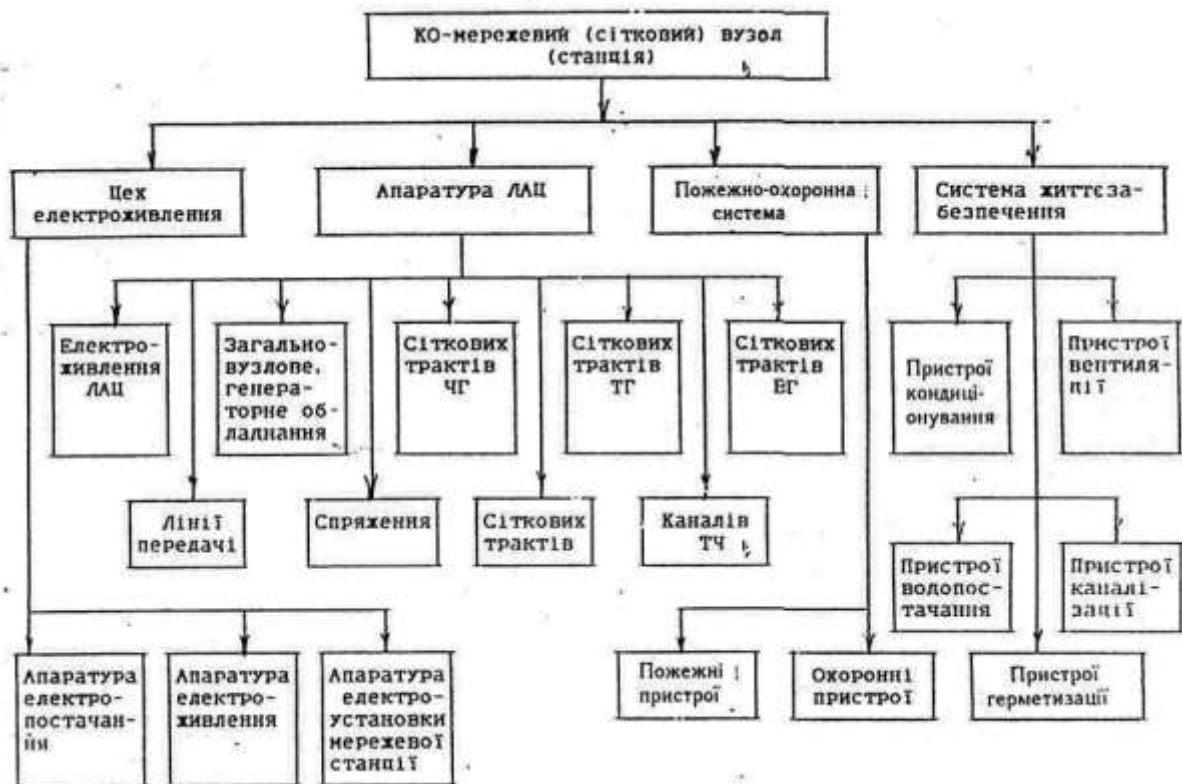 КО-мережевий (сітковий) вузол
(станція)
Цех
електроживлення
Апаратура ЛАЦ
Пожежно-охоронна
система
Система життєза-
безпечення
Електро-
живлення
ЛАЦ
Загально-
вузлове,
генера-
торне об-
ладнання
Сіткових
трактів
ЧГ
Сіткових
трактів
ТГ
Сіткових
трактів
ВГ
Пристрої
кондиці-
онування
Пристрої
вентиля-
ції
Лінії
передачі
Спряження
Сіткових
трактів
Каналів
ТЧ
Пристрої
водопос-
тачання
Пристрої
каналі-
зації
Апаратура
електро-
постачан-
ня
Апаратура
електро-
живлення
Апаратура
електро-
установки
мережевої
станції
Пожежні
пристрої
Охоронні
пристрої
Пристрої
герметизації